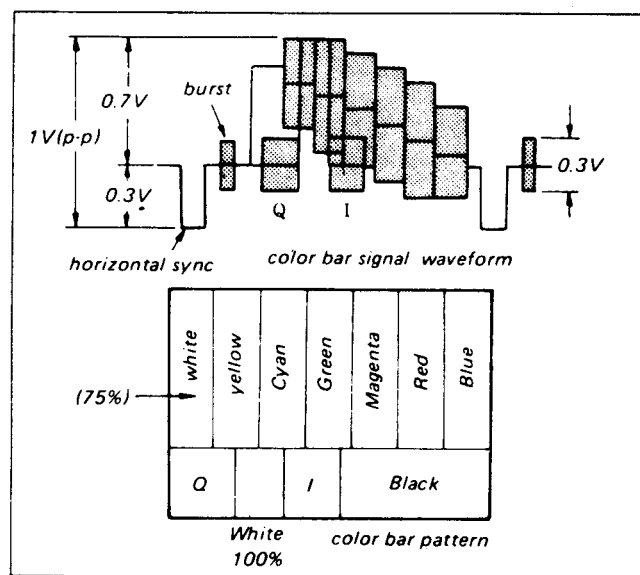 burst
0.7V
1V(p-p)
0.3V
0.3V
Q I
horizontal sync
color bar signal waveform
white
yellow
Cyan
Green
Magenta
Red
Blue
(75%)
Q I Black
White
100%
color bar pattern